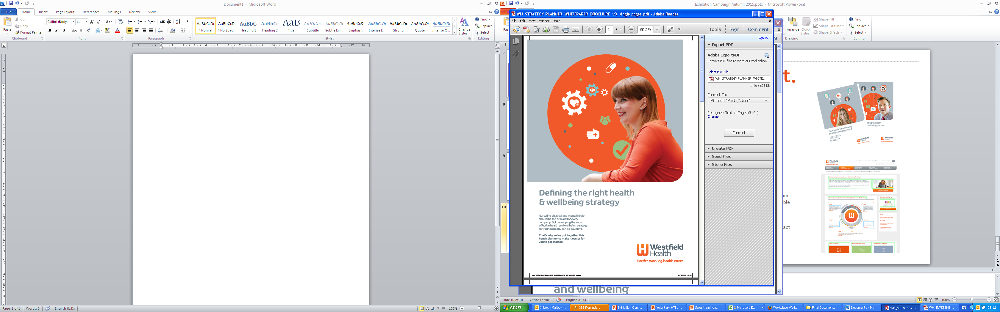 Document1 - Microsoft Word
File Home Insert Page Layout References Mailings Review View
Paste
Cut
Copy
Format Painter
Clipboard
Calibri (Body) 11
Font
Paragraph
AaBbCcDc AaBbCcDc AaBbCc AaBbCc AaB AaBbCc. AaBbCcDc AaBbCcDc AaBbCcDc AaBbCcDc AaBbCcDc AaBbCcDc
¶ Normal ¶ No Spaci... Heading 1 Heading 2 Title Subtitle Subtle Em... Emphasis Intense E... Strong Quote Intense Q...
Styles
Change Styles
Find
Replace
Select
Editing
Page: 1 of 1 Words: 0 English (U.K.) 100%
Exhibition Campaign Autumn 2015.pptx - Microsoft PowerPoint
WH_STRATEGY PLANNER_WHITEPAPER_BROCHURE_v3_single pages.pdf - Adobe Reader
File Edit View Window Help
1 / 4 60.2% Tools Sign Comment
Sign In
Export PDF
Adobe ExportPDF
Convert PDF files to Word or Excel online.
Select PDF File:
WH_STRATEGY PLANNER_WHITE...
1 file / 628 KB
Convert To:
Microsoft Word (*.docx)
Recognize Text in English(U.S.)
Change
Convert
Create PDF
Send Files
Store Files
Defining the right health
& wellbeing strategy
Nurturing physical and mental health
should be top of mind for every
company. But developing the most
effective health and wellbeing strategy
for your company can be daunting.
That's why we've put together this
handy planner to make it easier for
you to get started.
Westfield
Health
Harder working health cover
WH_STRATEGY PLANNER_WHITEPAPER_BROCHURE_v3.indd 1
and wellbeing
Arrange
Quick Styles
Shape Fill
Shape Outline
Shape Effects
Drawing
Find
Replace
Select
Editing
7
8
9
10
t.
Your guide to achieving
employee engagement
find the right
wellbeing partner
Westfield
Health
Westfield
Health
om
ble
act
Slide 10 of 10 "Office Theme" English (U.K.) 100%
start Inbox - Mailbox... 383 Reminders Exhibition Cam... Voluntary HTI c... Sales training.p... 2 Microsoft E... Workplace Well... Final Documents Document1 - Mi... WH_STRATEGY... WH_INVESTME... EN 08:12